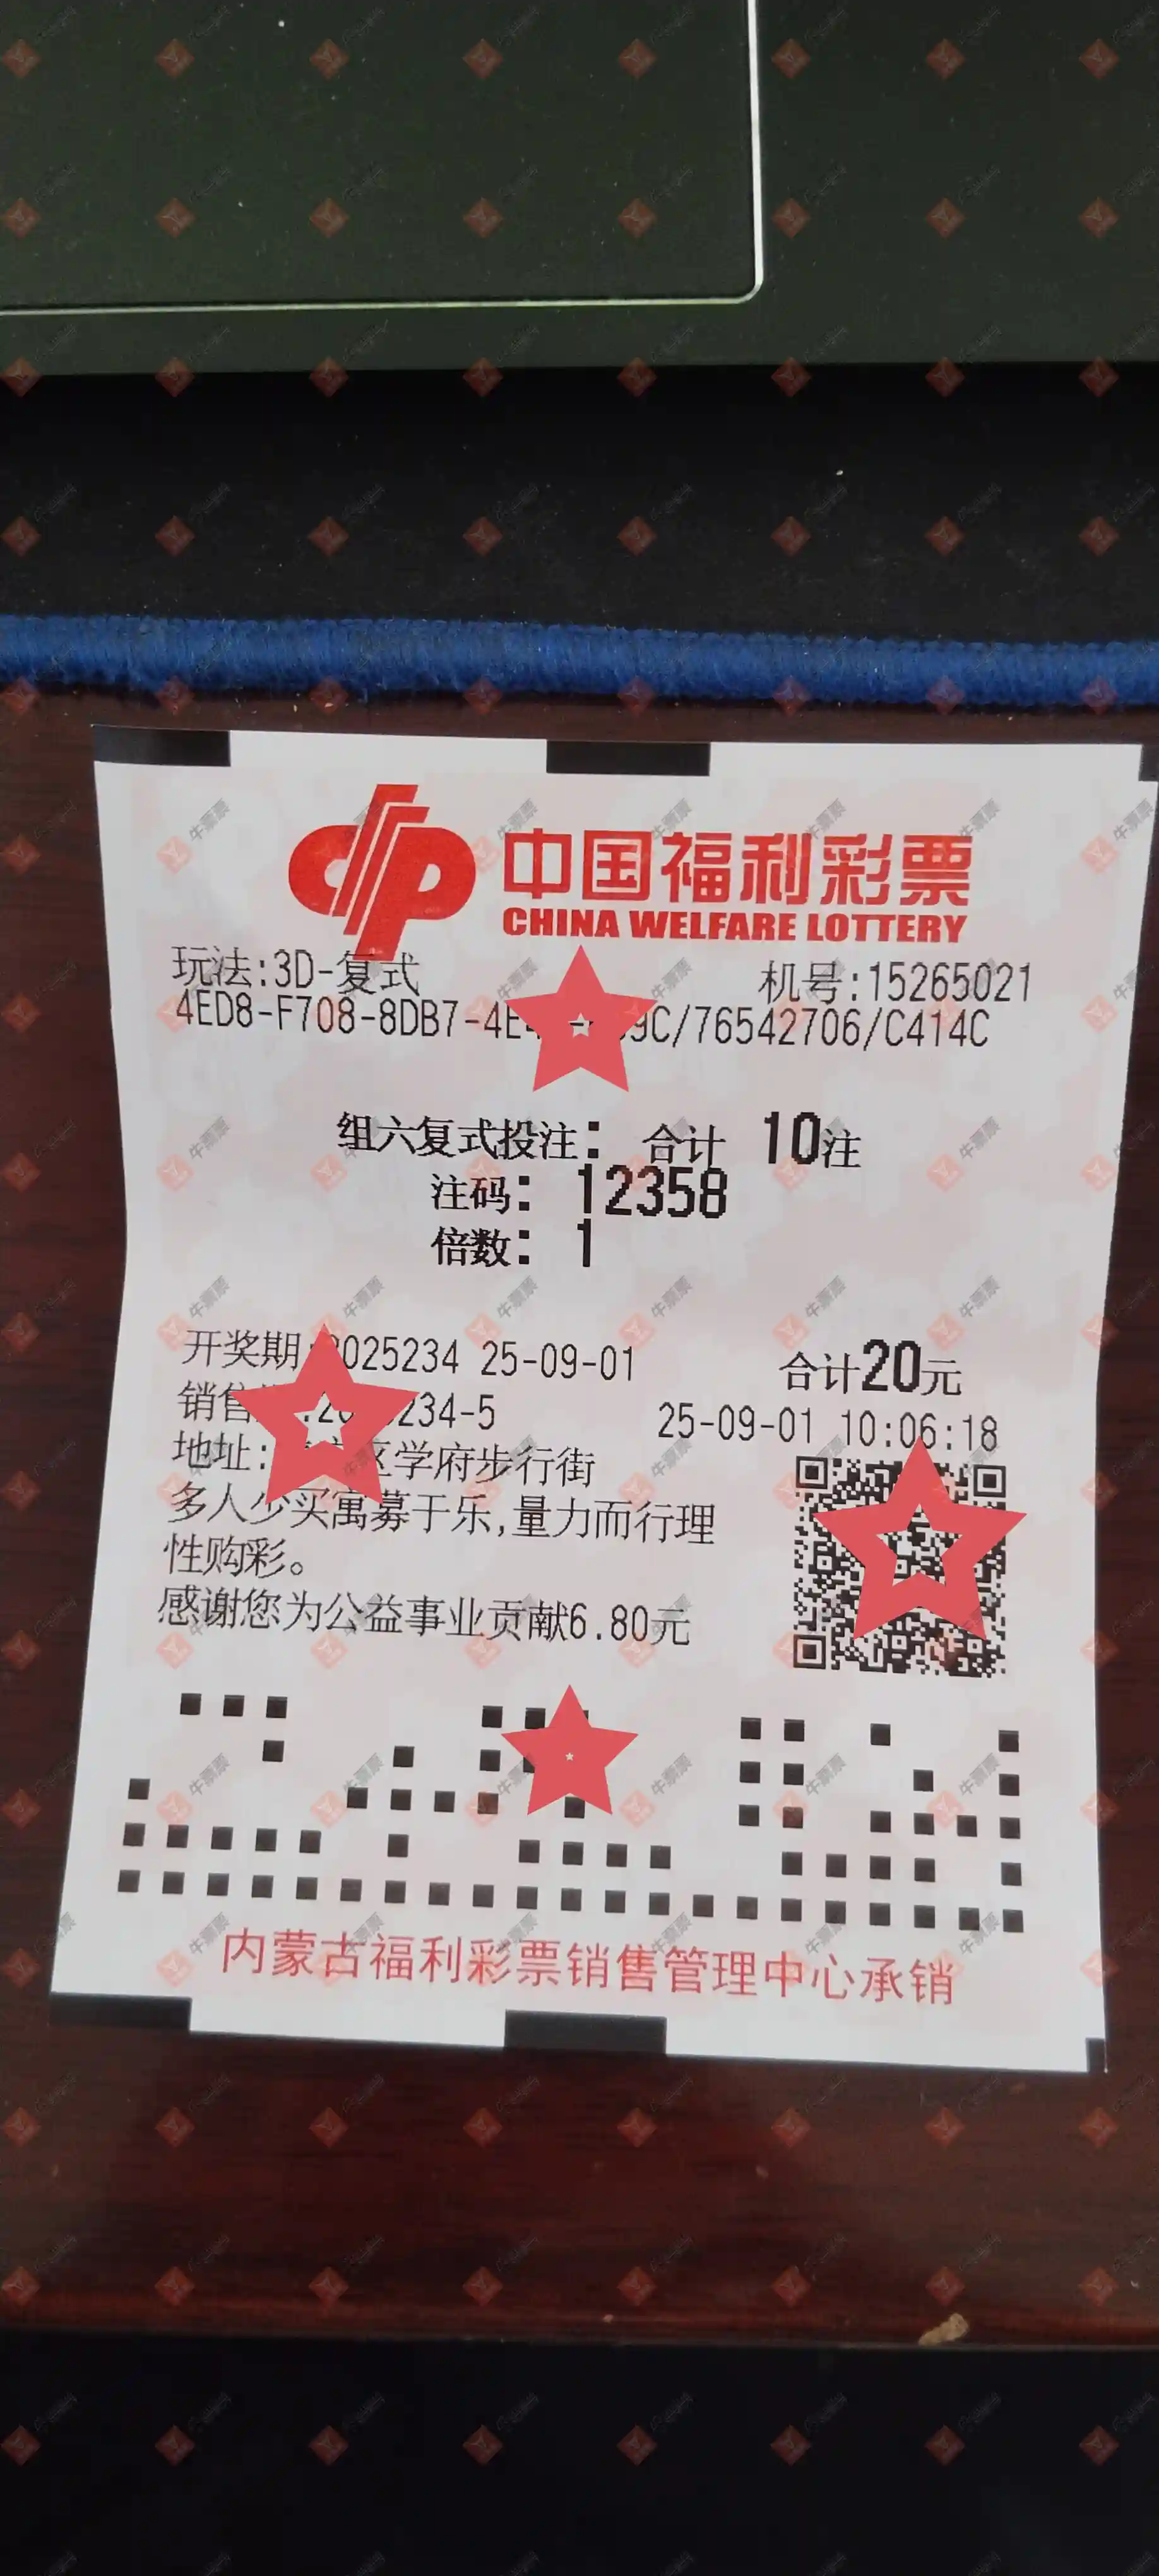 中国福利彩票
CHINA WELFARE LOTTERY
玩法:3D-复式 机号:15265021
4ED8-F708-8DB7-4E 9C/76542706/C414C
组六复式投注: 合计 10注
注码: 12358
倍数: 1
开奖期: 025234 25-09-01 合计20元
销售 234-5 25-09-01 10:06:18
地址: 区学府步行街
多人少买寓募于乐,量力而行理
性购彩。
感谢您为公益事业贡献6.80元
内蒙古福利彩票销售管理中心承销
牛票票